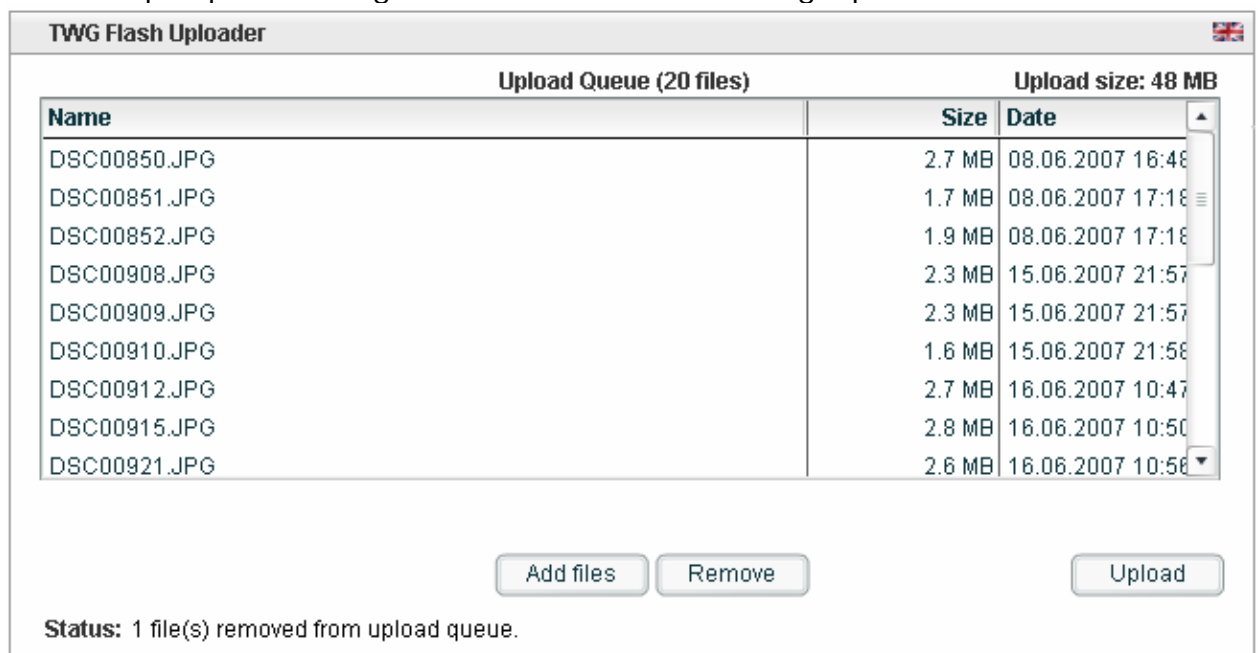 TWG Flash Uploader
Upload Queue (20 files) Upload size: 48 MB
Name Size Date
DSC00850.JPG 2.7 MB 08.06.2007 16:48
DSC00851.JPG 1.7 MB 08.06.2007 17:18
DSC00852.JPG 1.9 MB 08.06.2007 17:18
DSC00908.JPG 2.3 MB 15.06.2007 21:57
DSC00909.JPG 2.3 MB 15.06.2007 21:57
DSC00910.JPG 1.6 MB 15.06.2007 21:58
DSC00912.JPG 2.7 MB 16.06.2007 10:47
DSC00915.JPG 2.8 MB 16.06.2007 10:50
DSC00921.JPG 2.6 MB 16.06.2007 10:56
Add files Remove Upload
Status: 1 file(s) removed from upload queue.